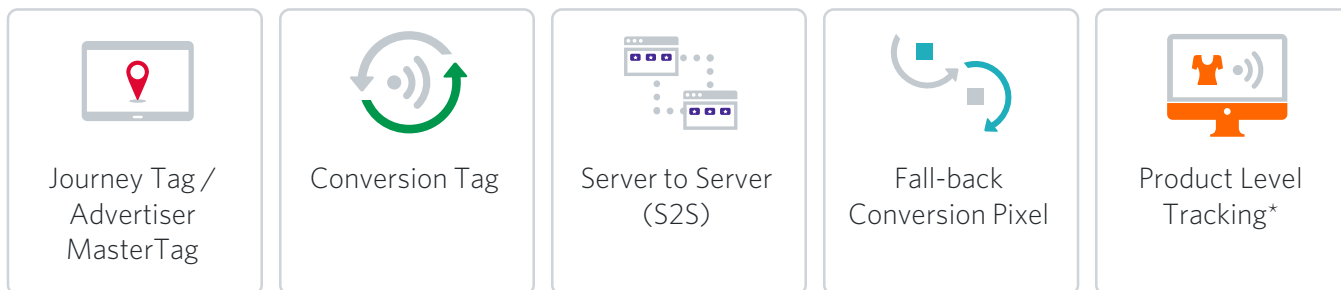 Journey Tag /
Advertiser
MasterTag
Conversion Tag
Server to Server
(S2S)
Fall-back
Conversion Pixel
Product Level
Tracking*